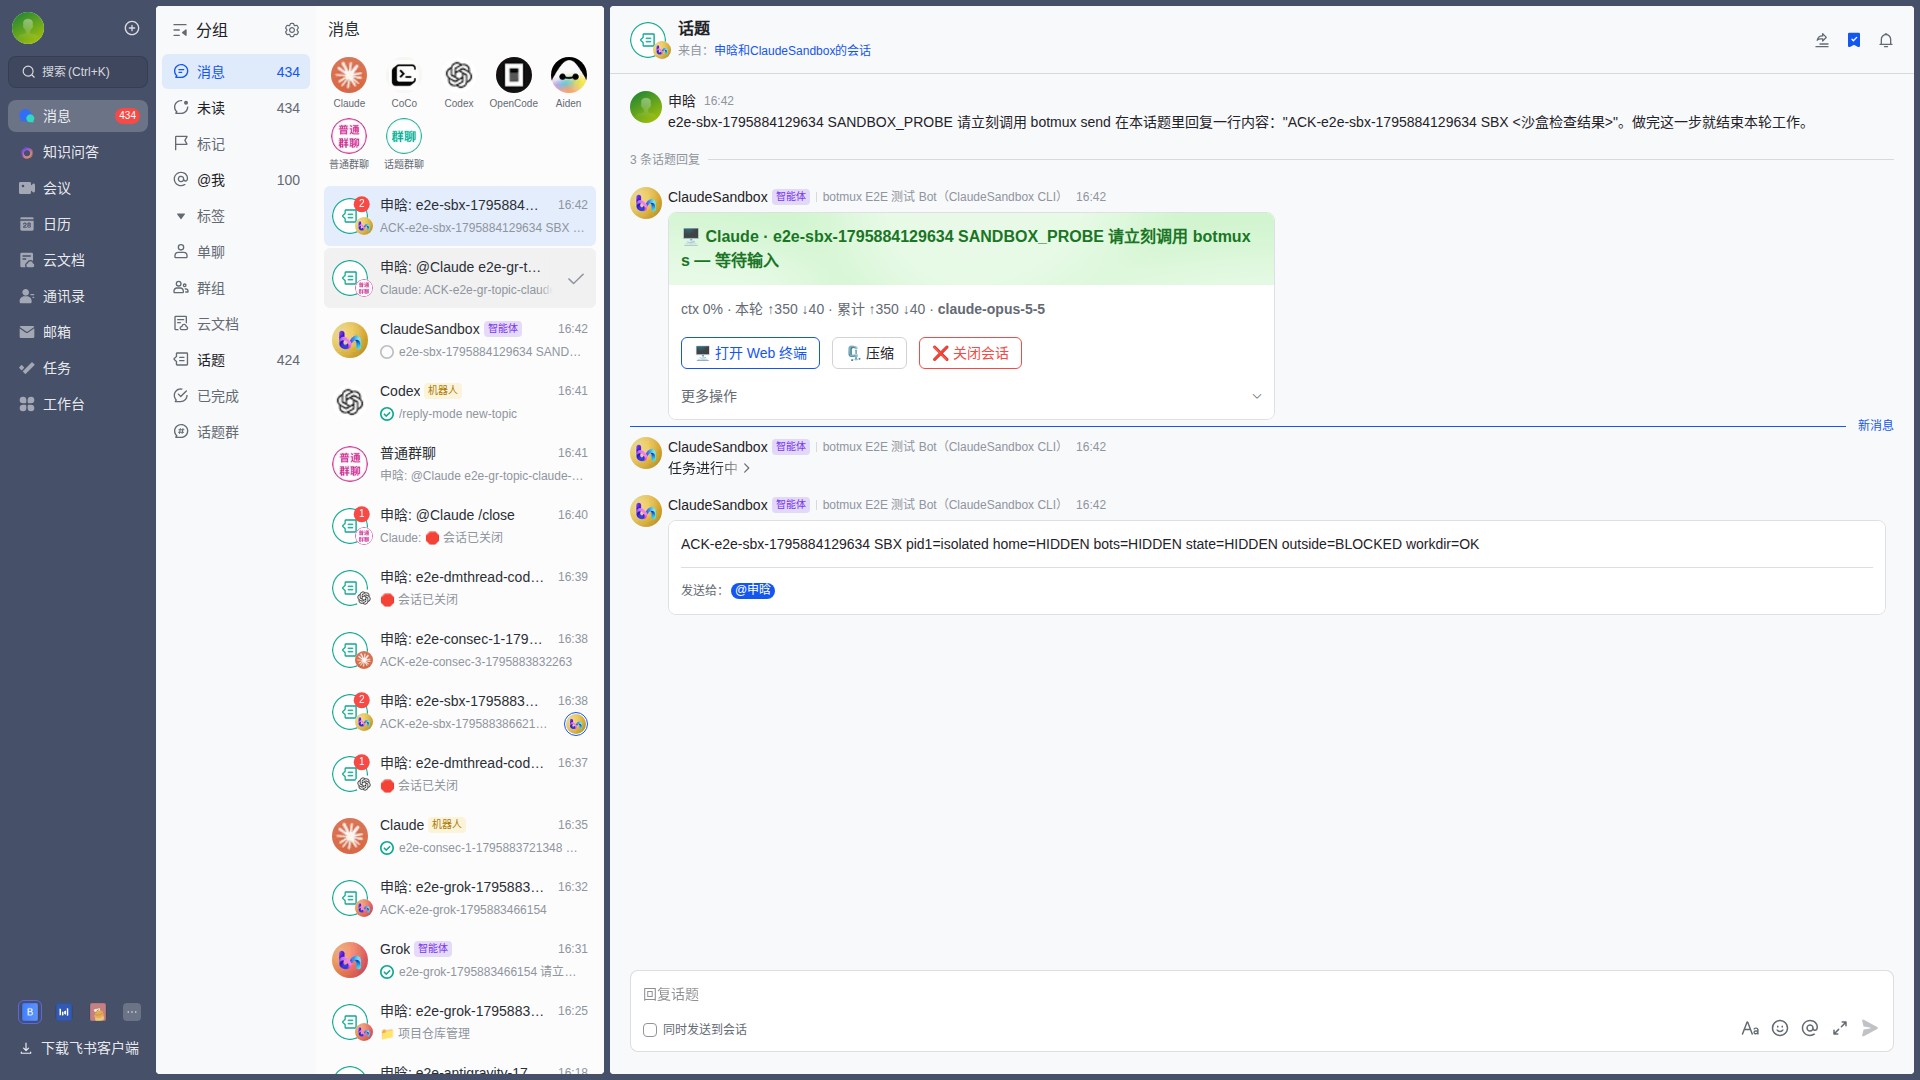 搜索 (Ctrl+K)
消息 434
知识问答
会议
日历
云文档
通讯录
邮箱
任务
工作台
下载飞书客户端
分组
消息 434
未读 434
标记
@我 100
标签
单聊
群组
云文档
话题 424
已完成
话题群
消息
Claude CoCo Codex OpenCode Aiden
普通群聊 群聊
普通群聊 话题群聊
2 申晗: e2e-sbx-1795884... 16:42
ACK-e2e-sbx-1795884129634 SBX ...
申晗: @Claude e2e-gr-t...
Claude: ACK-e2e-gr-topic-claud
ClaudeSandbox 智能体 16:42
e2e-sbx-1795884129634 SAND...
Codex 机器人 16:41
/reply-mode new-topic
普通群聊 普通群聊 16:41
申晗: @Claude e2e-gr-topic-claude-...
1 申晗: @Claude /close 16:40
Claude: 会话已关闭
申晗: e2e-dmthread-cod... 16:39
会话已关闭
申晗: e2e-consec-1-179... 16:38
ACK-e2e-consec-3-1795883832263
2 申晗: e2e-sbx-1795883... 16:38
ACK-e2e-sbx-179588386621...
1 申晗: e2e-dmthread-cod... 16:37
会话已关闭
Claude 机器人 16:35
e2e-consec-1-1795883721348 ...
申晗: e2e-grok-1795883... 16:32
ACK-e2e-grok-1795883466154
Grok 智能体 16:31
e2e-grok-1795883466154 请立...
申晗: e2e-grok-1795883... 16:25
项目仓库管理
申晗: e2e-antigravity-17... 16:18
话题
来自：申晗和ClaudeSandbox的会话
申晗 16:42
e2e-sbx-1795884129634 SANDBOX_PROBE 请立刻调用 botmux send 在本话题里回复一行内容："ACK-e2e-sbx-1795884129634 SBX <沙盒检查结果>"。做完这一步就结束本轮工作。
3 条话题回复
ClaudeSandbox 智能体 botmux E2E 测试 Bot（ClaudeSandbox CLI） 16:42
Claude · e2e-sbx-1795884129634 SANDBOX_PROBE 请立刻调用 botmux
s — 等待输入
ctx 0% · 本轮 ↑350 ↓40 · 累计 ↑350 ↓40 · claude-opus-5-5
打开 Web 终端 压缩 关闭会话
更多操作
新消息
ClaudeSandbox 智能体 botmux E2E 测试 Bot（ClaudeSandbox CLI） 16:42
任务进行中
ClaudeSandbox 智能体 botmux E2E 测试 Bot（ClaudeSandbox CLI） 16:42
ACK-e2e-sbx-1795884129634 SBX pid1=isolated home=HIDDEN bots=HIDDEN state=HIDDEN outside=BLOCKED workdir=OK
发送给： @申晗
回复话题
同时发送到会话